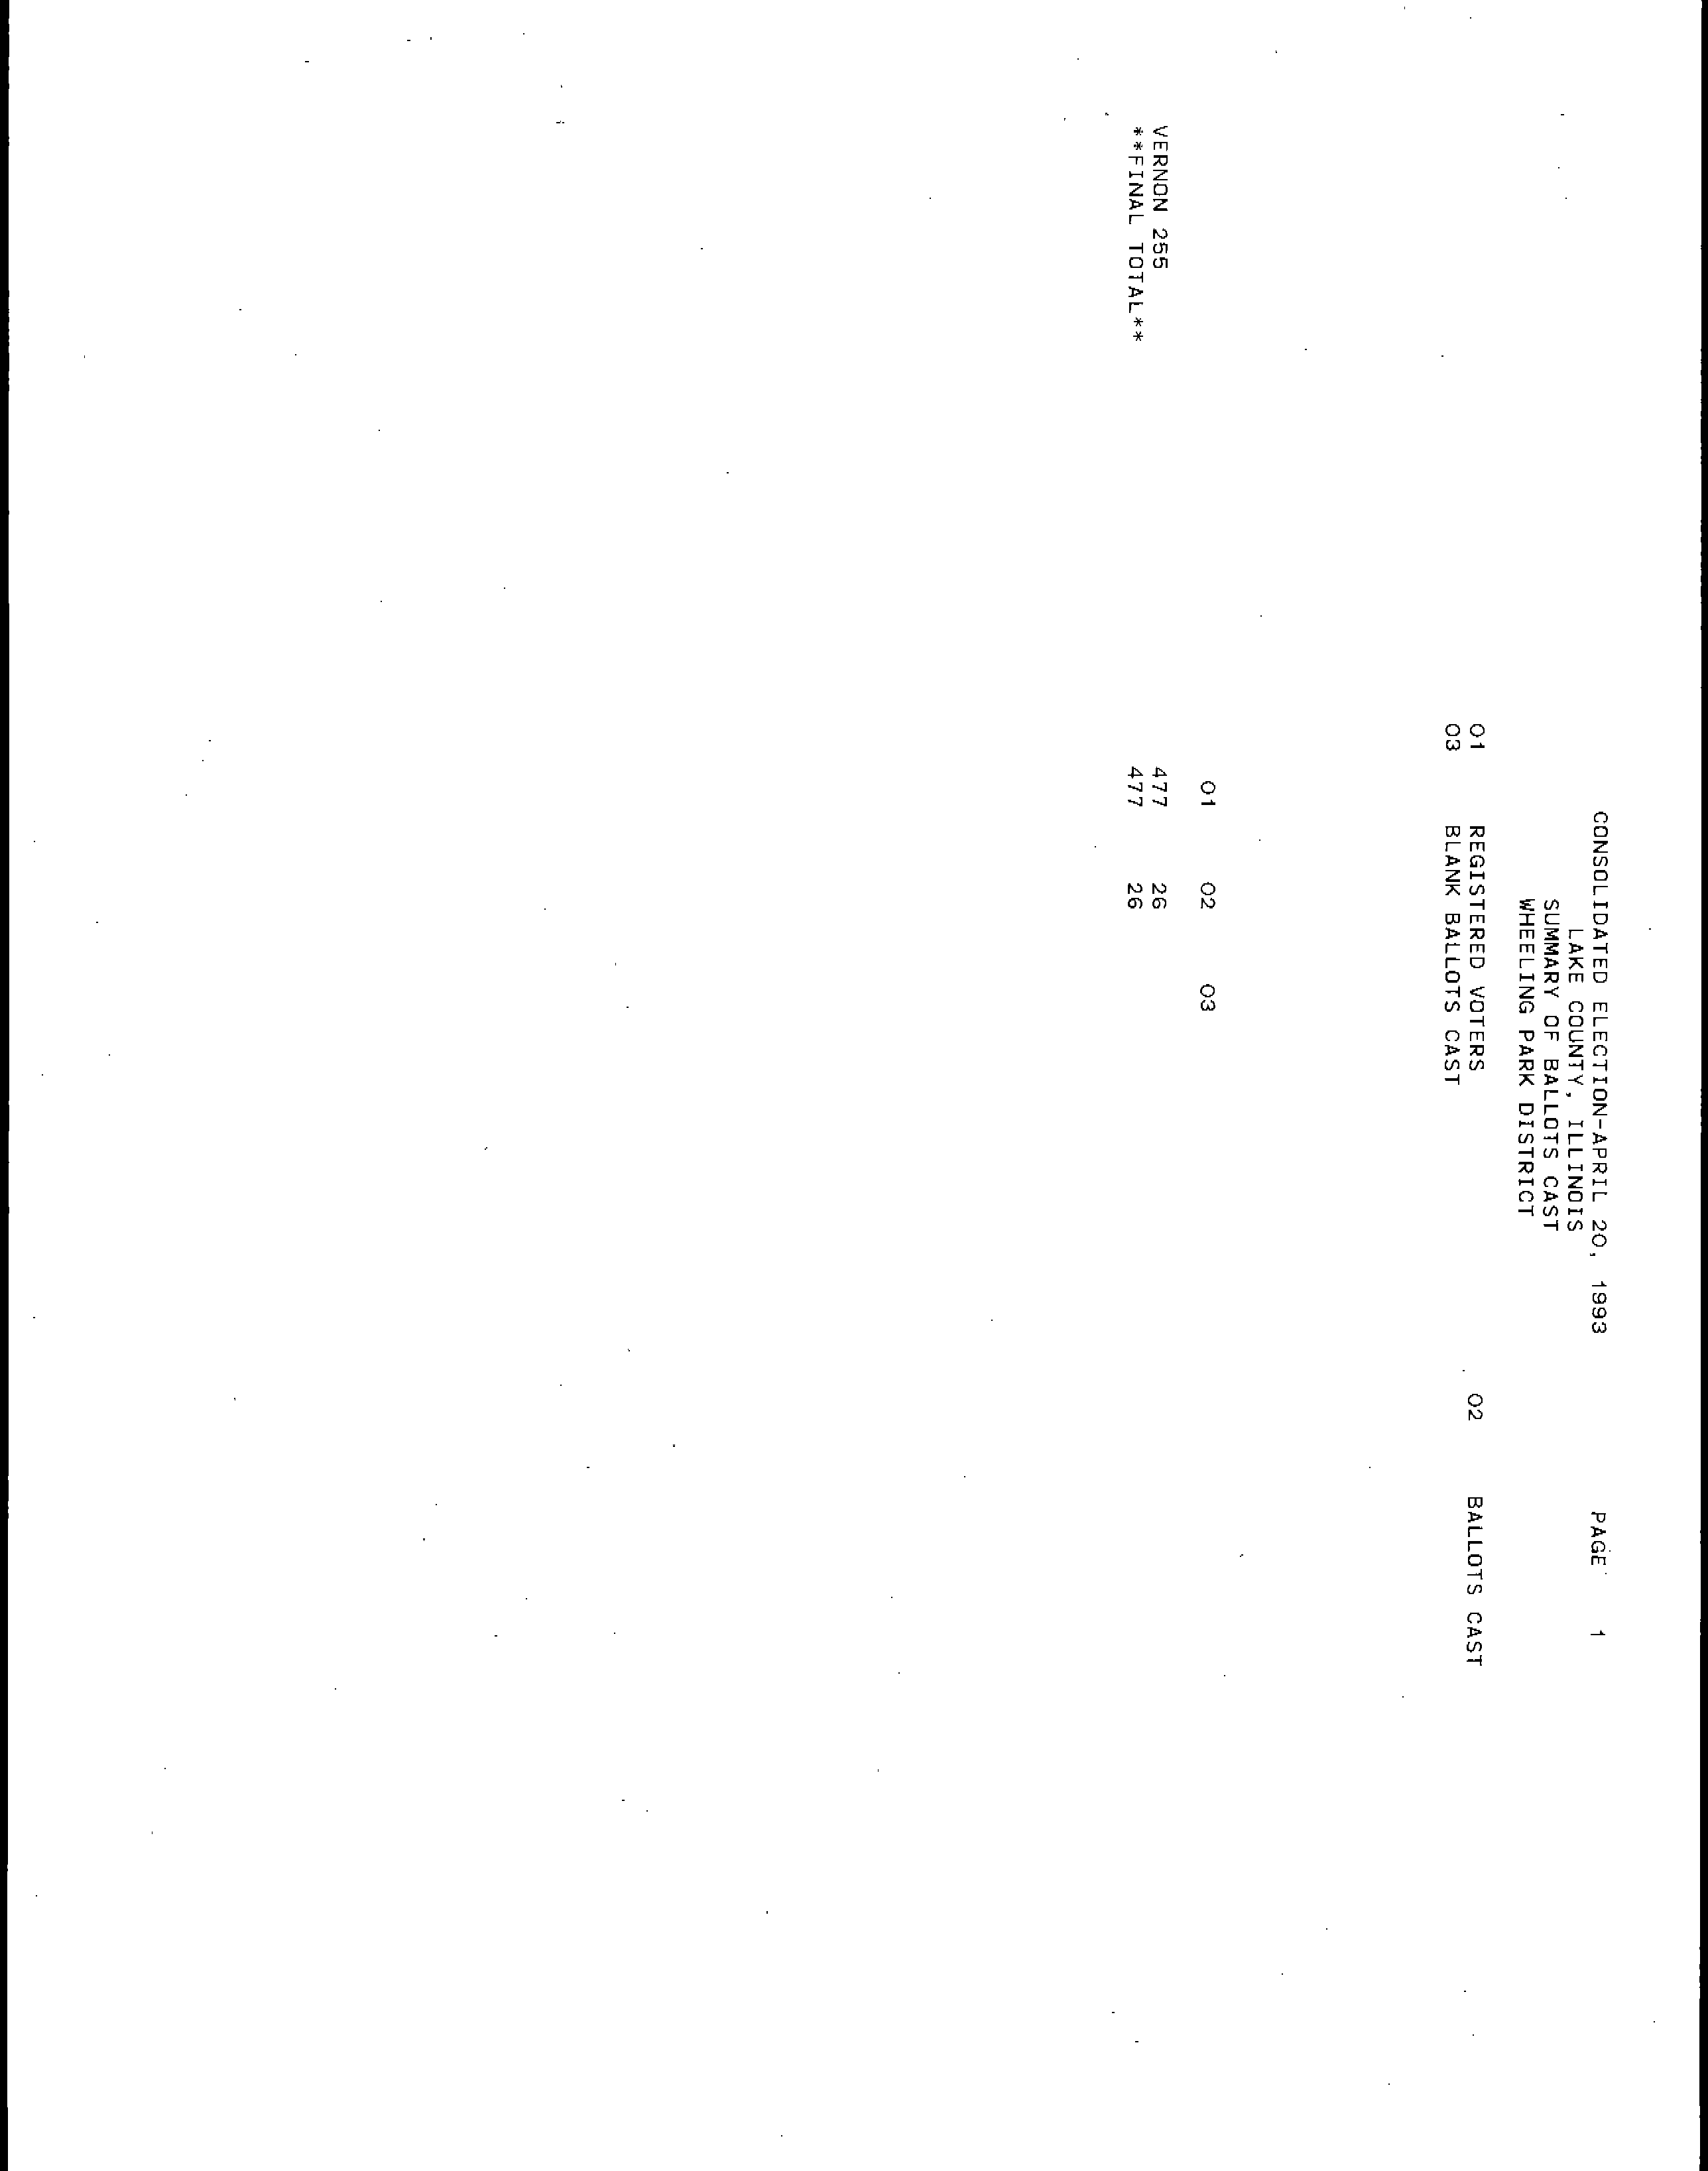 CONSOLIDATED ELECTION-APRIL 20, 1993 PAGE 1
LAKE COUNTY, ILLINOIS
SUMMARY OF BALLOTS CAST
WHEELING PARK DISTRICT
01 REGISTERED VOTERS 02 BALLOTS CAST
03 BLANK BALLOTS CAST
01 02 03
VERNON 255 477 26
**FINAL TOTAL** 477 26